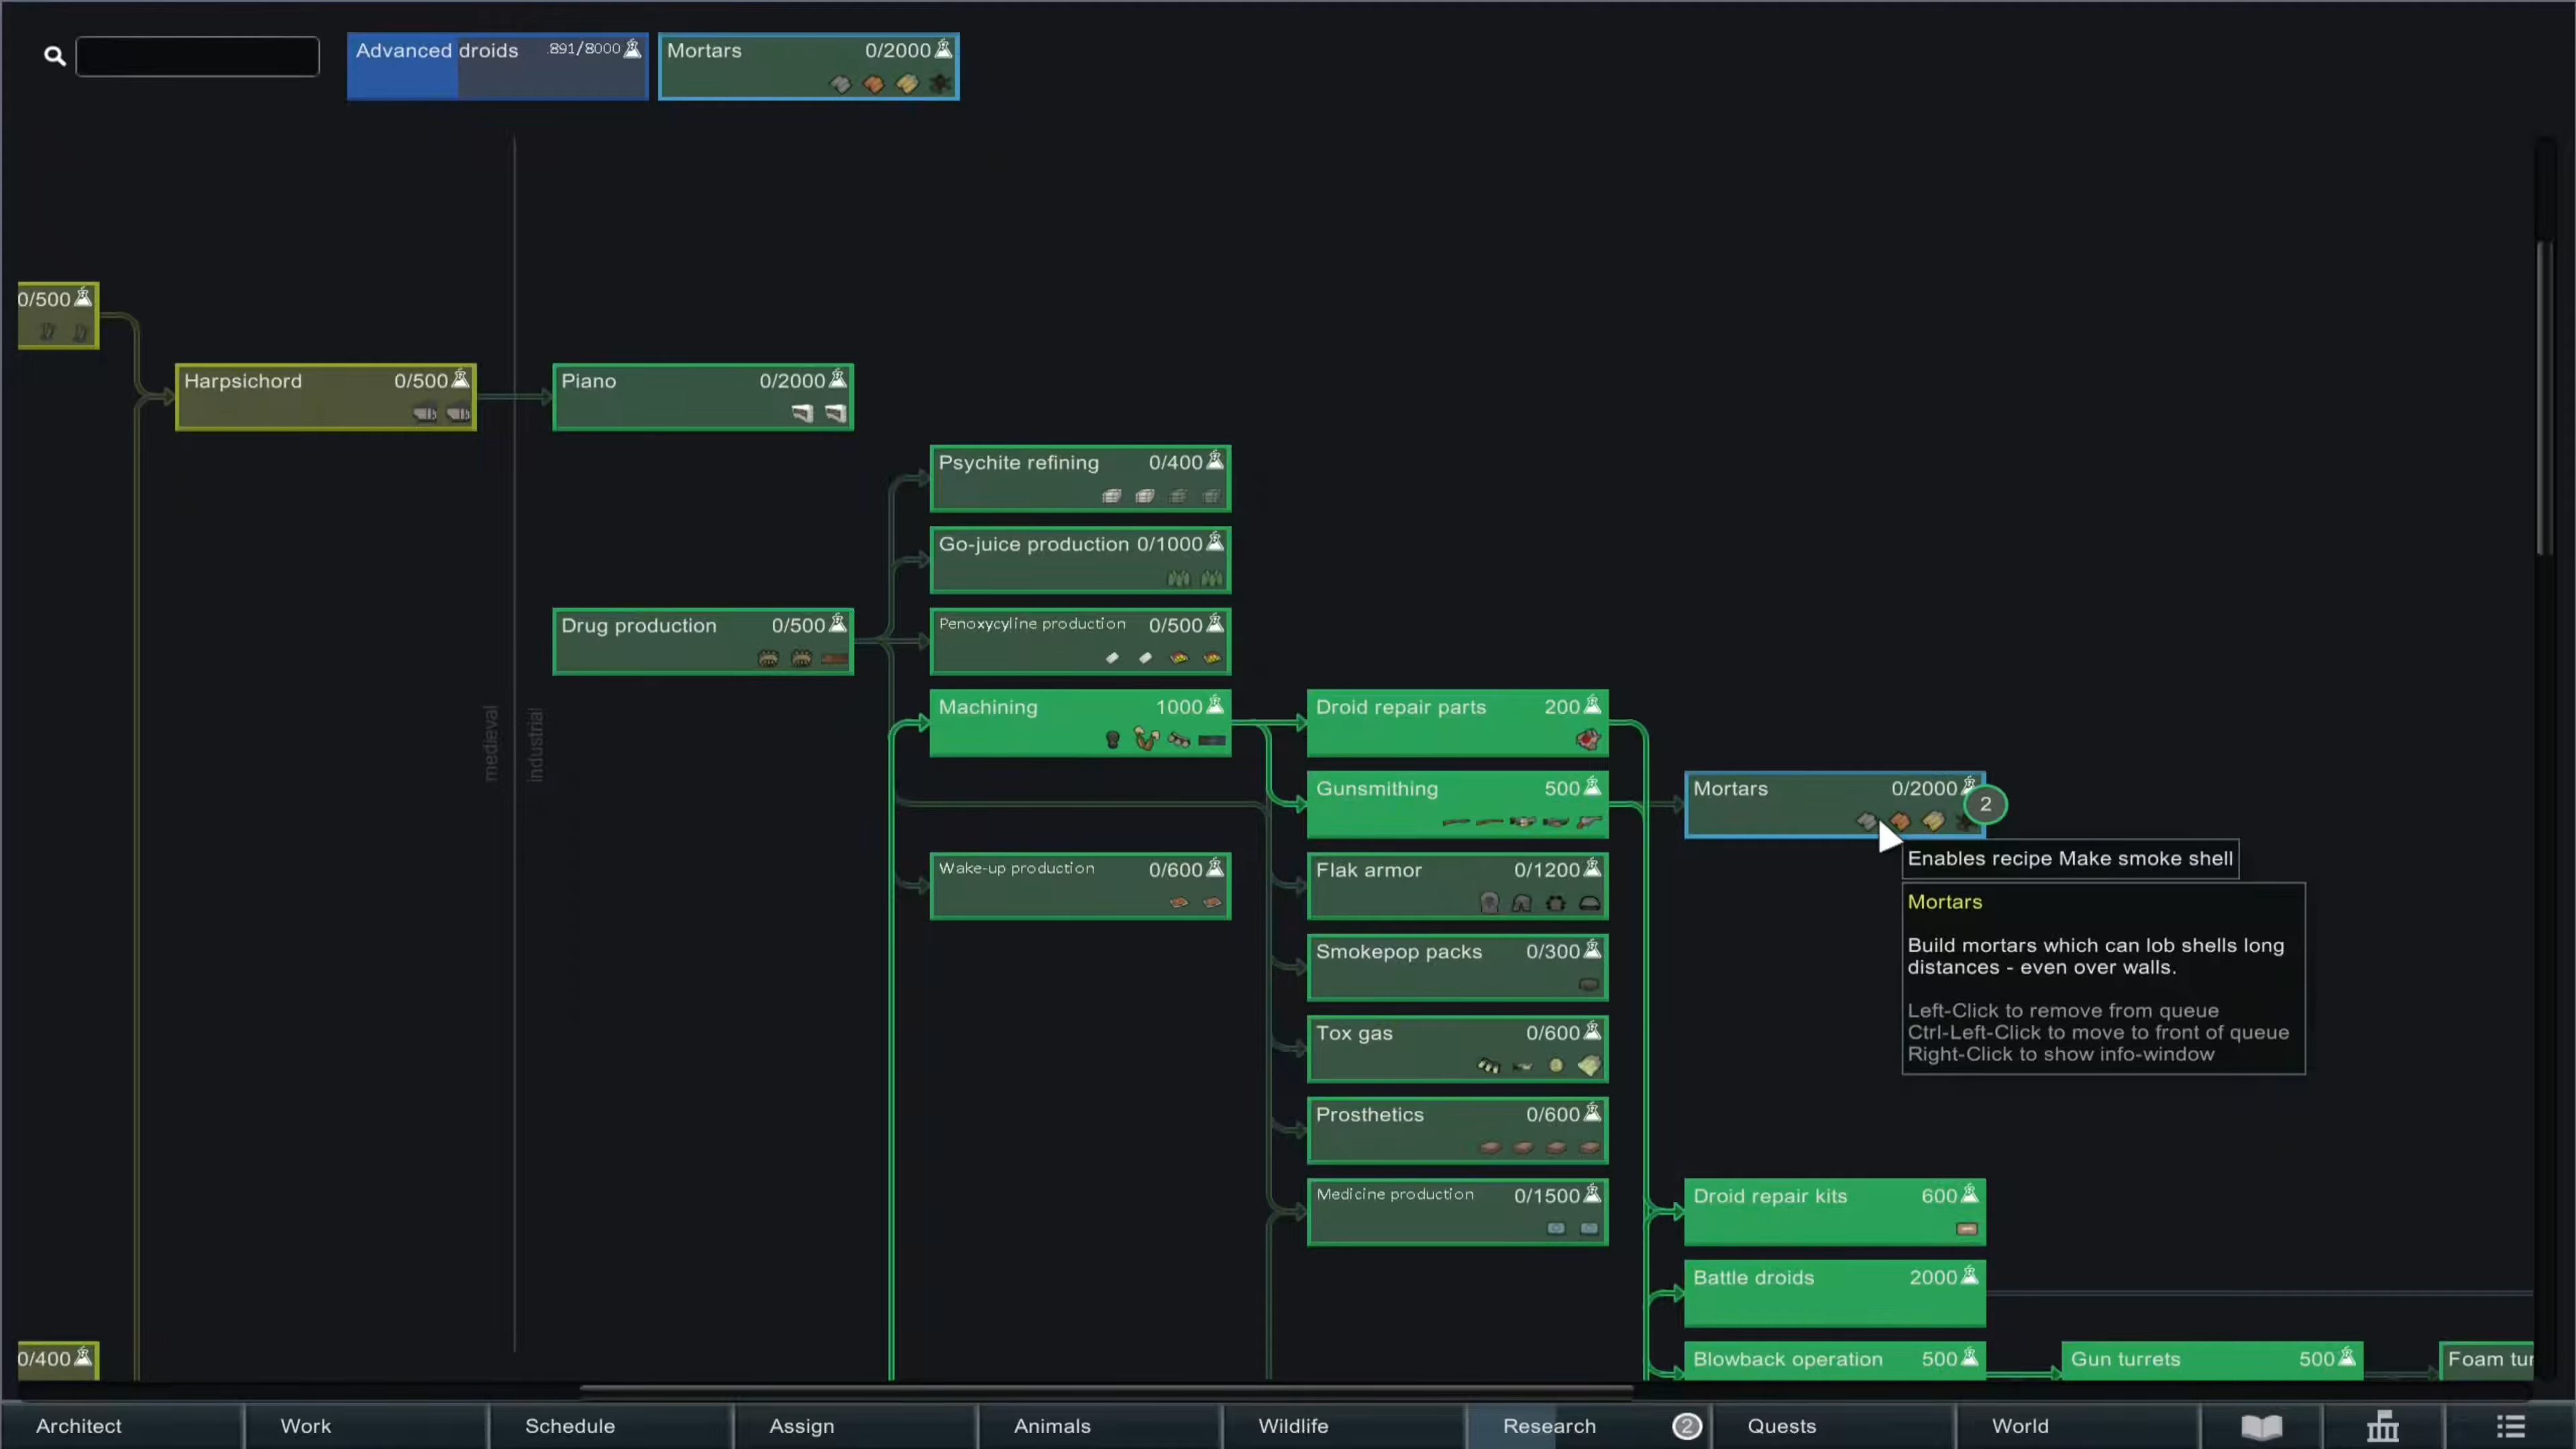 Advanced droids 891/8000
Mortars 0/2000
0/500
Harpsichord 0/500
Piano 0/2000
Psychite refining 0/400
Go-juice production 0/1000
Drug production 0/500
Penoxycyline production 0/500
Machining 1000
Droid repair parts 200
medieval
industrial
Gunsmithing 500
Mortars 0/2000
2
Wake-up production 0/600
Flak armor 0/1200
Enables recipe Make smoke shell
Mortars
Build mortars which can lob shells long
distances - even over walls.
Left-Click to remove from queue
Ctrl-Left-Click to move to front of queue
Right-Click to show info-window
Smokepop packs 0/300
Tox gas 0/600
Prosthetics 0/600
Medicine production 0/1500
Droid repair kits 600
Battle droids 2000
0/400
Blowback operation 500
Gun turrets 500
Foam tur
Architect
Work
Schedule
Assign
Animals
Wildlife
Research 2
Quests
World